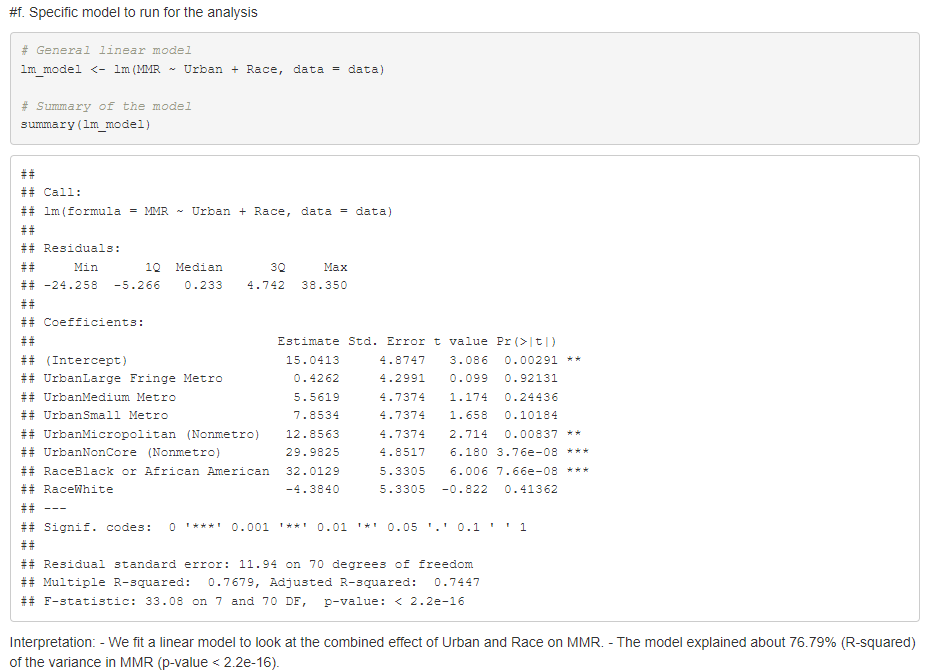 #f. Specific model to run for the analysis
# General linear model
lm_model <- lm(MMR ~ Urban + Race, data = data)
# Summary of the model
summary(lm_model)
##
## Call:
## lm(formula = MMR ~ Urban + Race, data = data)
##
## Residuals:
##     Min      1Q  Median      3Q     Max
## -24.258  -5.266   0.233   4.742  38.350
##
## Coefficients:
##                               Estimate Std. Error t value Pr(>|t|)
## (Intercept)                    15.0413     4.8747   3.086  0.00291 **
## UrbanLarge Fringe Metro         0.4262     4.2991   0.099  0.92131
## UrbanMedium Metro               5.5619     4.7374   1.174  0.24436
## UrbanSmall Metro                7.8534     4.7374   1.658  0.10184
## UrbanMicropolitan (Nonmetro)   12.8563     4.7374   2.714  0.00837 **
## UrbanNonCore (Nonmetro)        29.9825     4.8517   6.180 3.76e-08 ***
## RaceBlack or African American  32.0129     5.3305   6.006 7.66e-08 ***
## RaceWhite                      -4.3840     5.3305  -0.822  0.41362
## ---
## Signif. codes:  0 '***' 0.001 '**' 0.01 '*' 0.05 '.' 0.1 ' ' 1
##
## Residual standard error: 11.94 on 70 degrees of freedom
## Multiple R-squared:  0.7679, Adjusted R-squared:  0.7447
## F-statistic: 33.08 on 7 and 70 DF,  p-value: < 2.2e-16
Interpretation: - We fit a linear model to look at the combined effect of Urban and Race on MMR. - The model explained about 76.79% (R-squared)
of the variance in MMR (p-value < 2.2e-16).